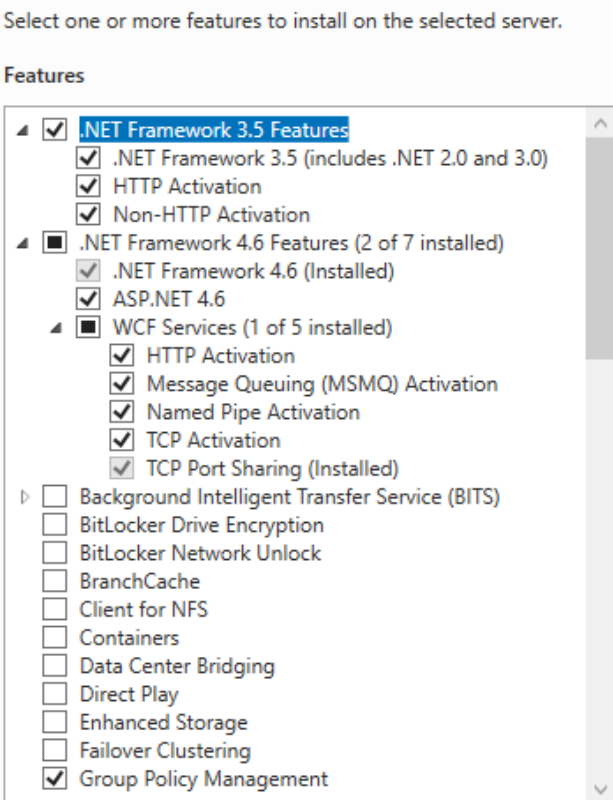 Select one or more features to install on the selected server.
Features
.NET Framework 3.5 Features
.NET Framework 3.5 (includes .NET 2.0 and 3.0)
HTTP Activation
Non-HTTP Activation
.NET Framework 4.6 Features (2 of 7 installed)
.NET Framework 4.6 (Installed)
ASP.NET 4.6
WCF Services (1 of 5 installed)
HTTP Activation
Message Queuing (MSMQ) Activation
Named Pipe Activation
TCP Activation
TCP Port Sharing (Installed)
Background Intelligent Transfer Service (BITS)
BitLocker Drive Encryption
BitLocker Network Unlock
BranchCache
Client for NFS
Containers
Data Center Bridging
Direct Play
Enhanced Storage
Failover Clustering
Group Policy Management